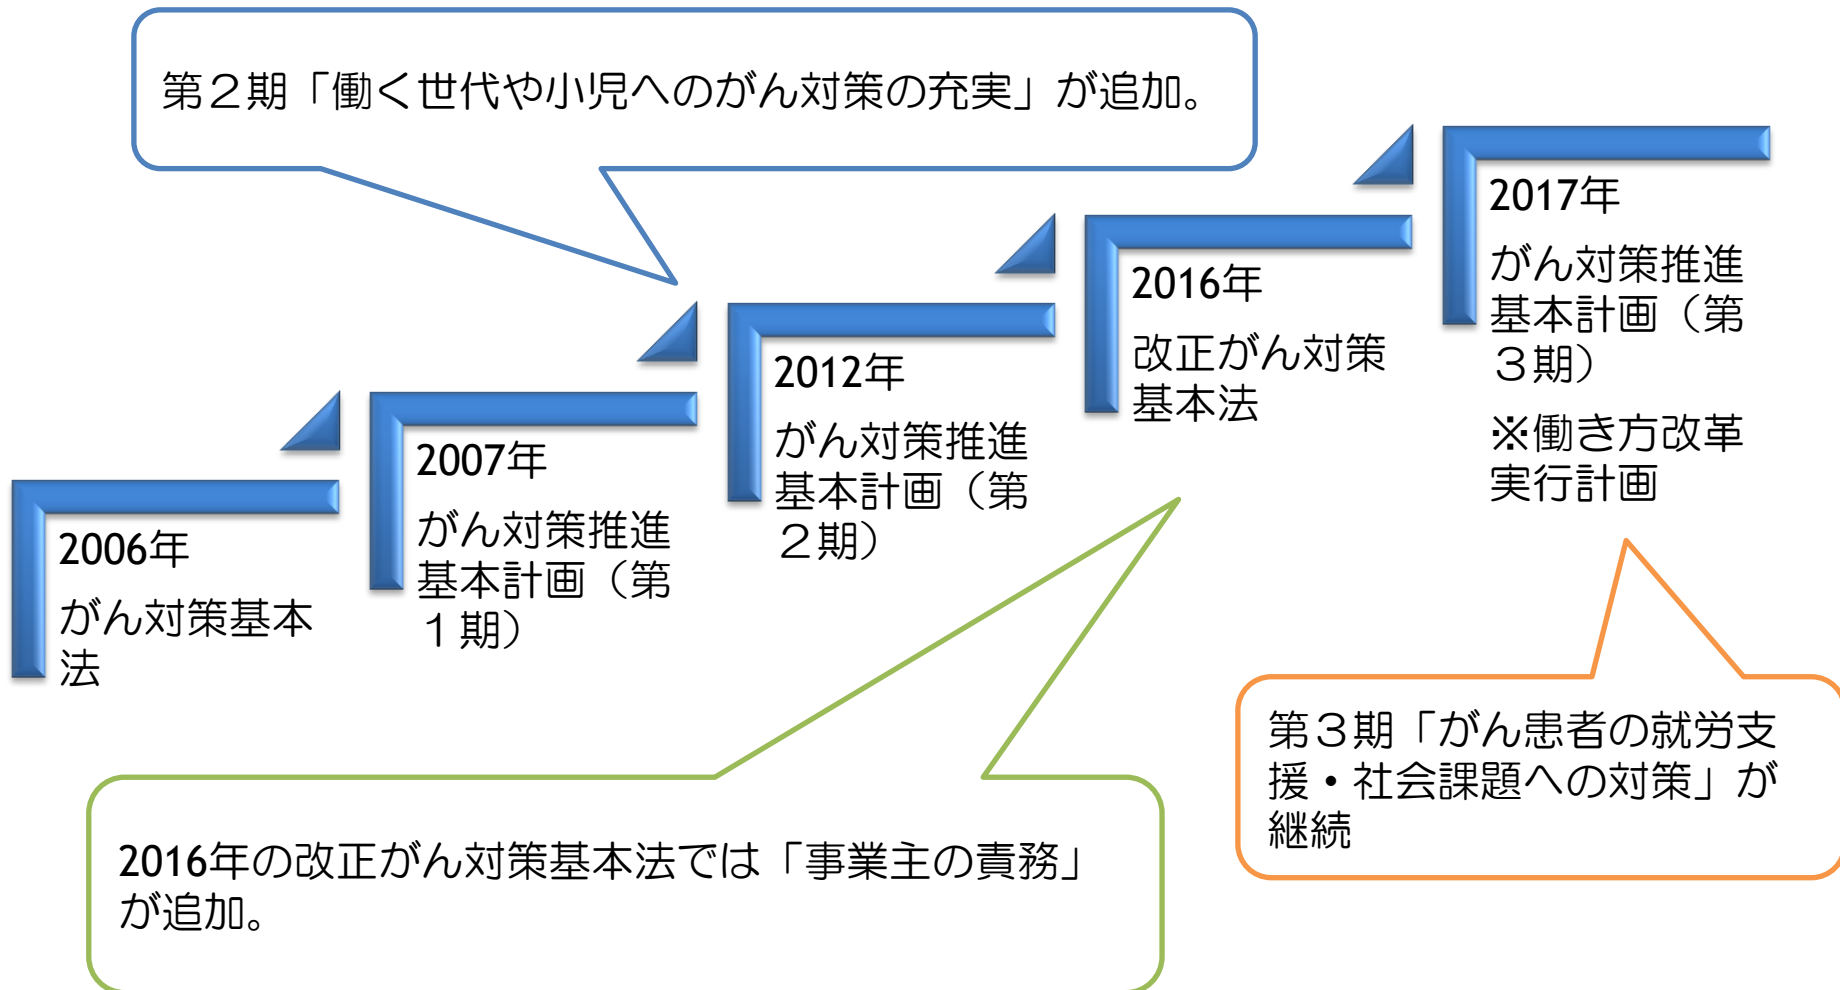 第２期「働く世代や小児へのがん対策の充実」が追加。
2006年
がん対策基本
法
2007年
がん対策推進
基本計画（第
１期）
2012年
がん対策推進
基本計画（第
２期）
2016年
改正がん対策
基本法
2017年
がん対策推進
基本計画（第
３期）
※働き方改革
実行計画
2016年の改正がん対策基本法では「事業主の責務」
が追加。
第３期「がん患者の就労支
援・社会課題への対策」が
継続